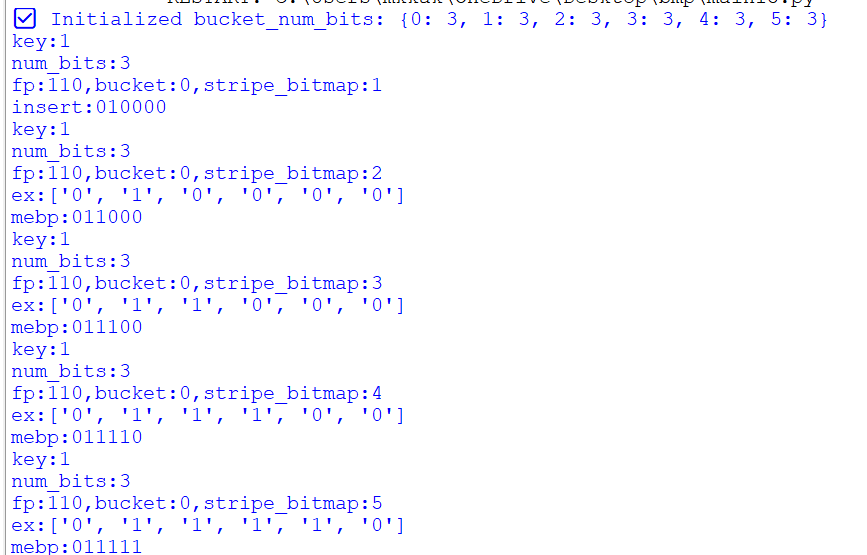 ☑ Initialized bucket_num_bits: {0: 3, 1: 3, 2: 3, 3: 3, 4: 3, 5: 3}
key:1
num_bits:3
fp:110,bucket:0,stripe_bitmap:1
insert:010000
key:1
num_bits:3
fp:110,bucket:0,stripe_bitmap:2
ex:['0', '1', '0', '0', '0', '0']
mebp:011000
key:1
num_bits:3
fp:110,bucket:0,stripe_bitmap:3
ex:['0', '1', '1', '0', '0', '0']
mebp:011100
key:1
num_bits:3
fp:110,bucket:0,stripe_bitmap:4
ex:['0', '1', '1', '1', '0', '0']
mebp:011110
key:1
num_bits:3
fp:110,bucket:0,stripe_bitmap:5
ex:['0', '1', '1', '1', '1', '0']
mebp:011111